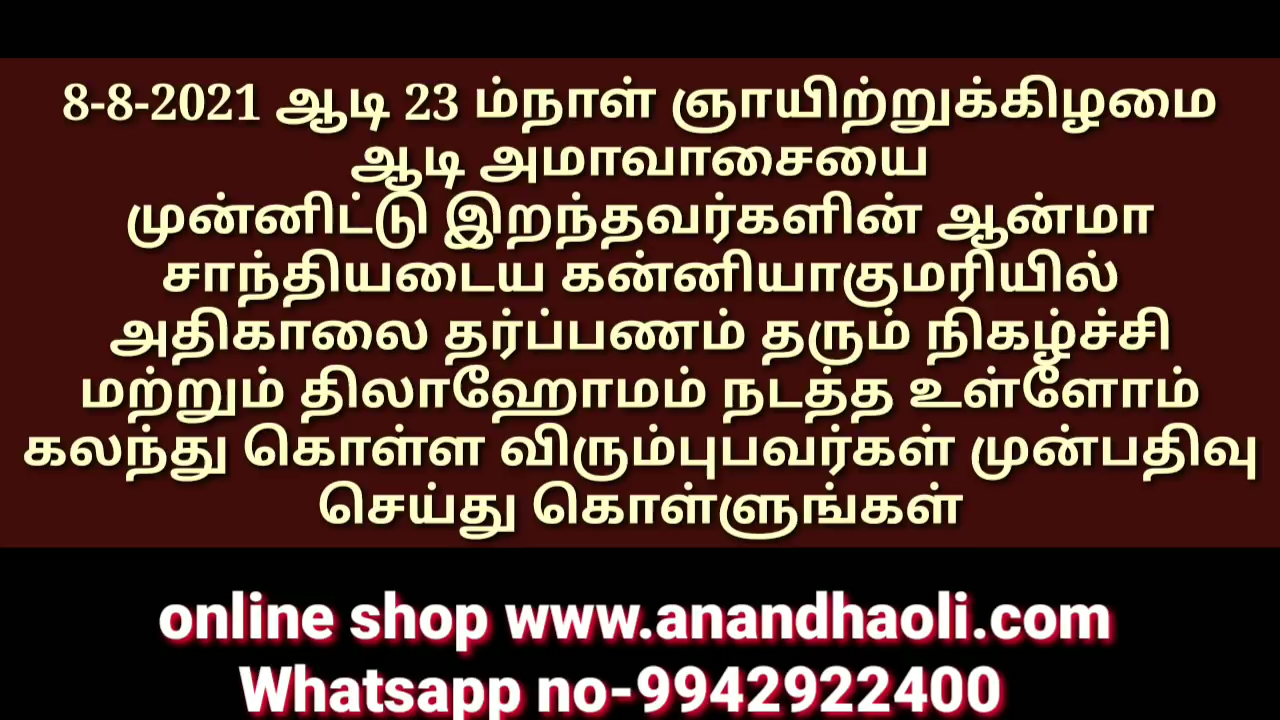 8-8-2021 ஆடி 23 ம்நாள் ஞாயிற்றுக்கிழமை
ஆடி அமாவாசையை
முன்னிட்டு இறந்தவர்களின் ஆன்மா
சாந்தியடைய கன்னியாகுமரியில்
அதிகாலை தர்ப்பணம் தரும் நிகழ்ச்சி
மற்றும் திலாஹோமம் நடத்த உள்ளோம்
கலந்து கொள்ள விரும்புபவர்கள் முன்பதிவு
செய்து கொள்ளுங்கள்
online shop www.anandhaoli.com
Whatsapp no-9942922400